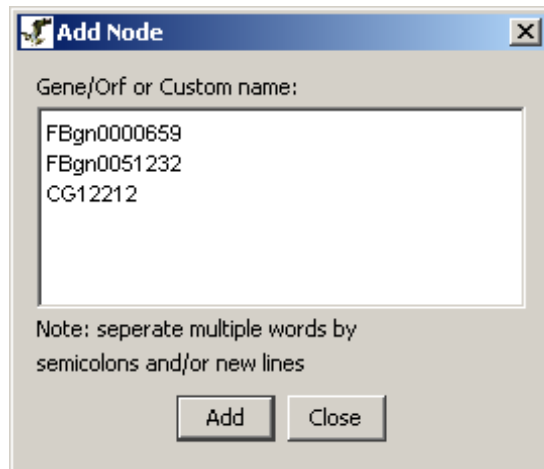 Add Node
Gene/Orf or Custom name:
FBgn0000659
FBgn0051232
CG12212
Note: seperate multiple words by
semicolons and/or new lines
Add Close